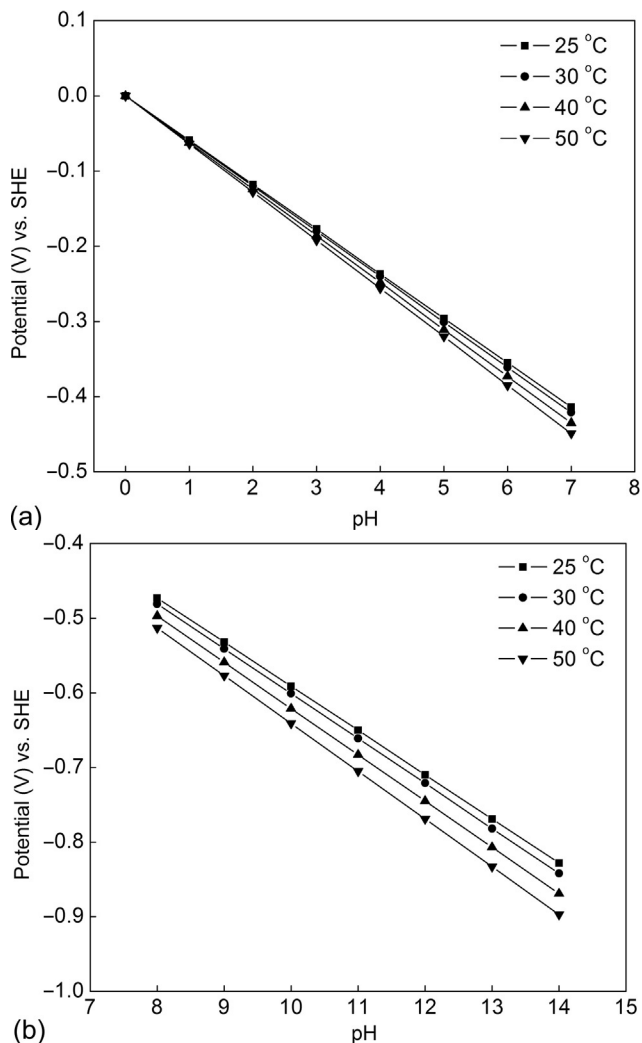 0.1
0.0
−0.1
−0.2
−0.3
−0.4
−0.5
Potential (V) vs. SHE
25 °C
30 °C
40 °C
50 °C
0 1 2 3 4 5 6 7 8
pH
(a)
−0.4
−0.5
−0.6
−0.7
−0.8
−0.9
−1.0
Potential (V) vs. SHE
25 °C
30 °C
40 °C
50 °C
7 8 9 10 11 12 13 14 15
pH
(b)